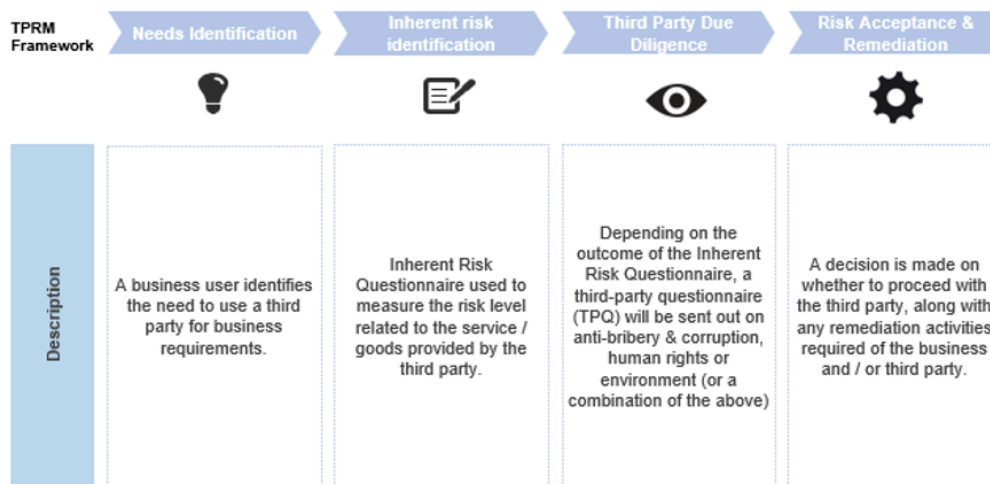 TPRM
Framework
Needs Identification
Inherent risk
identification
Third Party Due
Diligence
Risk Acceptance &
Remediation
Description
A business user identifies
the need to use a third
party for business
requirements.
Inherent Risk
Questionnaire used to
measure the risk level
related to the service /
goods provided by the
third party.
Depending on the
outcome of the Inherent
Risk Questionnaire, a
third-party questionnaire
(TPQ) will be sent out on
anti-bribery & corruption,
human rights or
environment (or a
combination of the above)
A decision is made on
whether to proceed with
the third party, along with
any remediation activities
required of the business
and / or third party.